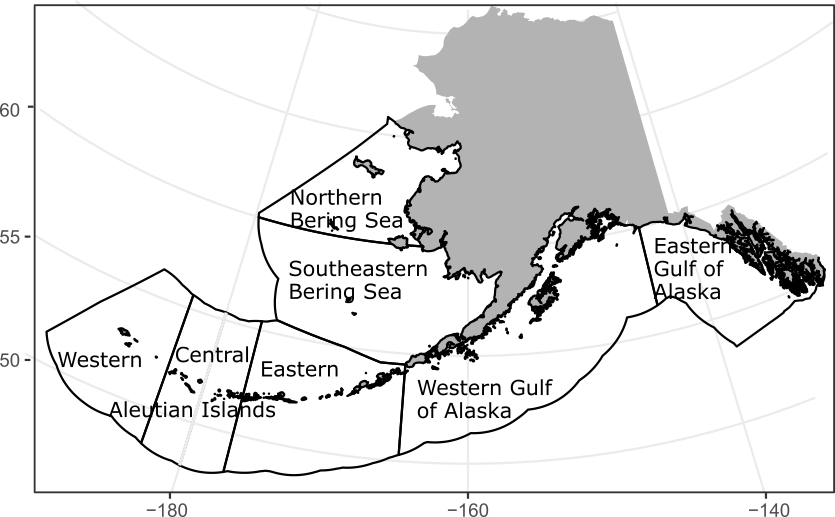 60
Northern
Bering Sea
55
Eastern
Gulf of
Alaska
Southeastern
Bering Sea
50
Western
Central
Eastern
Aleutian Islands
Western Gulf
of Alaska
−180
−160
−140